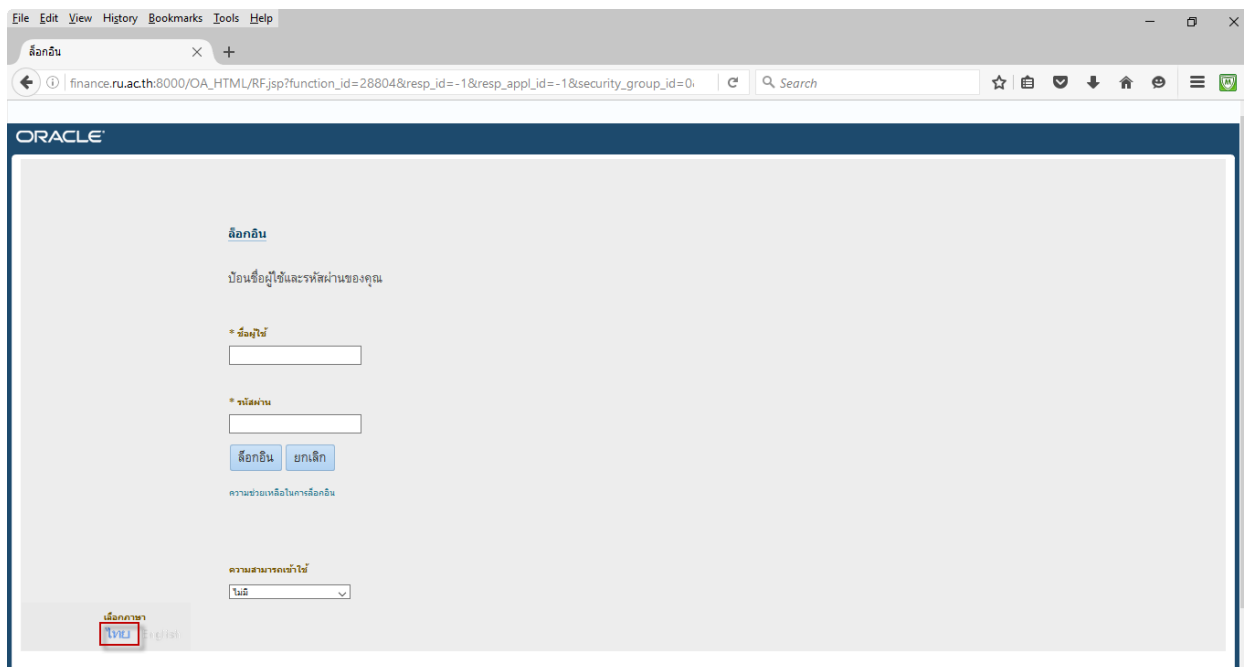 File Edit View History Bookmarks Tools Help
ล็อกอิน
finance.ru.ac.th:8000/OA_HTML/RF.jsp?function_id=28804&resp_id=-1&resp_appl_id=-1&security_group_id=0
Search
ORACLE
ล็อกอิน
ป้อนชื่อผู้ใช้และรหัสผ่านของคุณ
* ชื่อผู้ใช้
* รหัสผ่าน
ล็อกอิน ยกเลิก
ความช่วยเหลือในการล็อกอิน
ความสามารถเข้าใช้
ไม่มี
เลือกภาษา
ไทย English